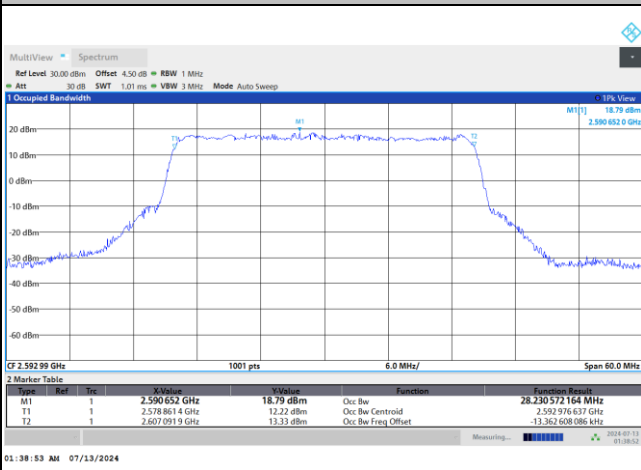 MultiView Spectrum
Ref Level 30.00 dBm Offset 4.50 dB RBW 1 MHz
Att 30 dB SWT 1.01 ms VBW 3 MHz Mode Auto Sweep
1 Occupied Bandwidth 1Pk View
M1[1] 18.79 dBm
2.590 652 0 GHz
M1
T1 T2
20 dBm
10 dBm
0 dBm
-10 dBm
-20 dBm
-30 dBm
-40 dBm
-50 dBm
-60 dBm
CF 2.592 99 GHz 1001 pts 6.0 MHz/ Span 60.0 MHz
2 Marker Table
Type Ref Trc X-Value Y-Value Function Function Result
M1 1 2.590 652 GHz 18.79 dBm Occ Bw 28.230 572 164 MHz
T1 1 2.578 861 4 GHz 12.22 dBm Occ Bw Centroid 2.592 976 637 GHz
T2 1 2.607 091 9 GHz 13.33 dBm Occ Bw Freq Offset -13.362 608 086 kHz
Measuring... 2024-07-13
01:38:52
01:38:53 AM 07/13/2024